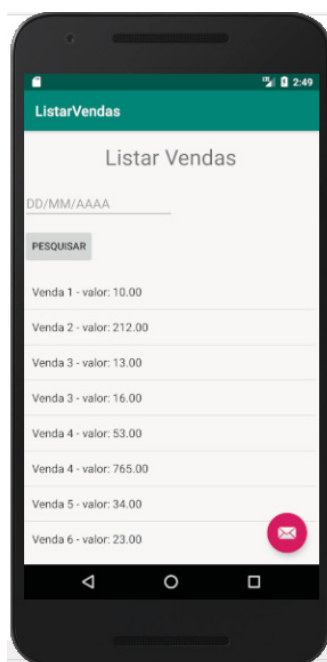 2:49
ListarVendas
Listar Vendas
DD/MM/AAAA
PESQUISAR
Venda 1 - valor: 10.00
Venda 2 - valor: 212.00
Venda 3 - valor: 13.00
Venda 3 - valor: 16.00
Venda 4 - valor: 53.00
Venda 4 - valor: 765.00
Venda 5 - valor: 34.00
Venda 6 - valor: 23.00